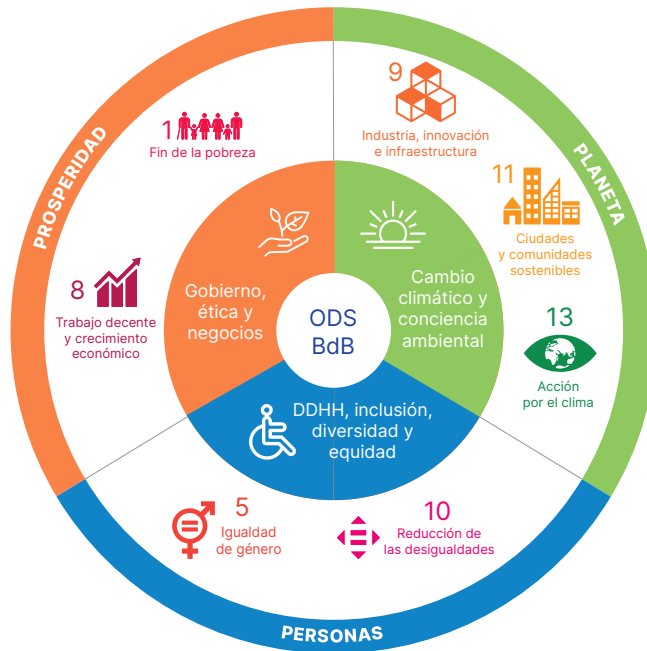 PROSPERIDAD
1
Fin de la pobreza
8
Trabajo decente
y crecimiento
económico
Gobierno,
ética y
negocios
PLANETA
9
Industria, innovación
e infraestructura
11
Ciudades
y comunidades
sostenibles
13
Acción
por el clima
Cambio
climático y
conciencia
ambiental
ODS
BdB
DDHH, inclusión,
diversidad y
equidad
5
Igualdad
de género
10
Reducción de
las desigualdades
PERSONAS